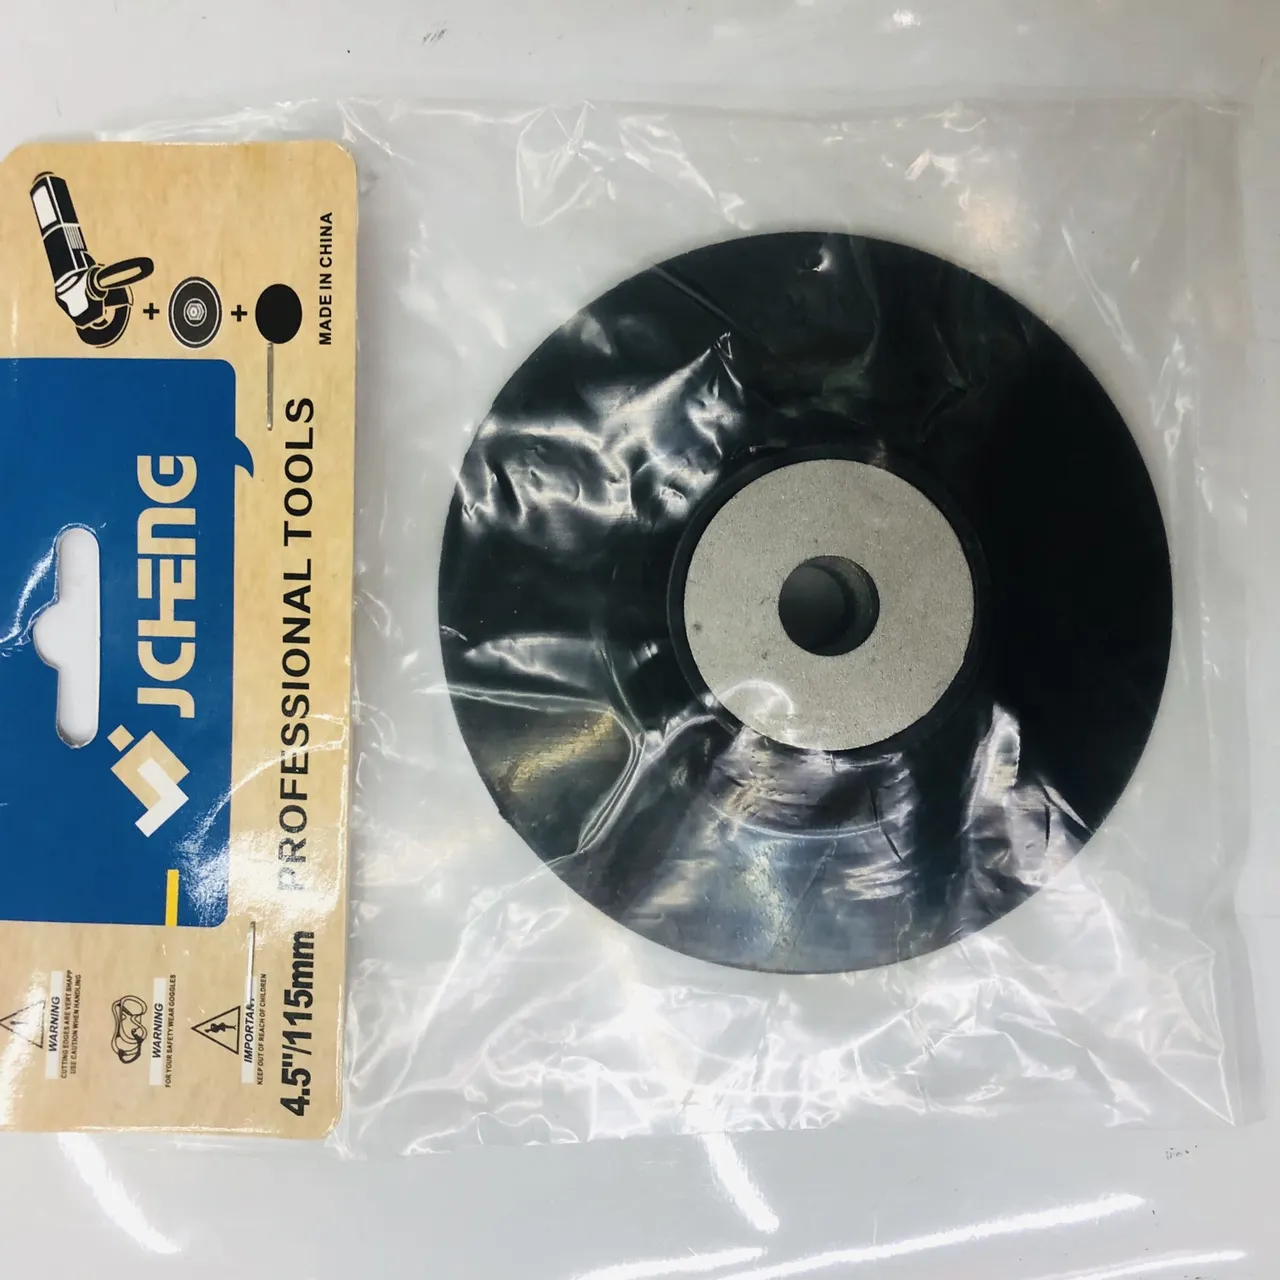 JCHENG
PROFESSIONAL TOOLS
4.5"/115mm
MADE IN CHINA
WARNING
CUTTING EDGES ARE VERY SHAPP
USE CAUTION WHEN HANDLING
WARNING
FOR YOUR SAFETY WEAR GOGGLES
IMPORTANT
KEEP OUT OF REACH OF CHILDREN